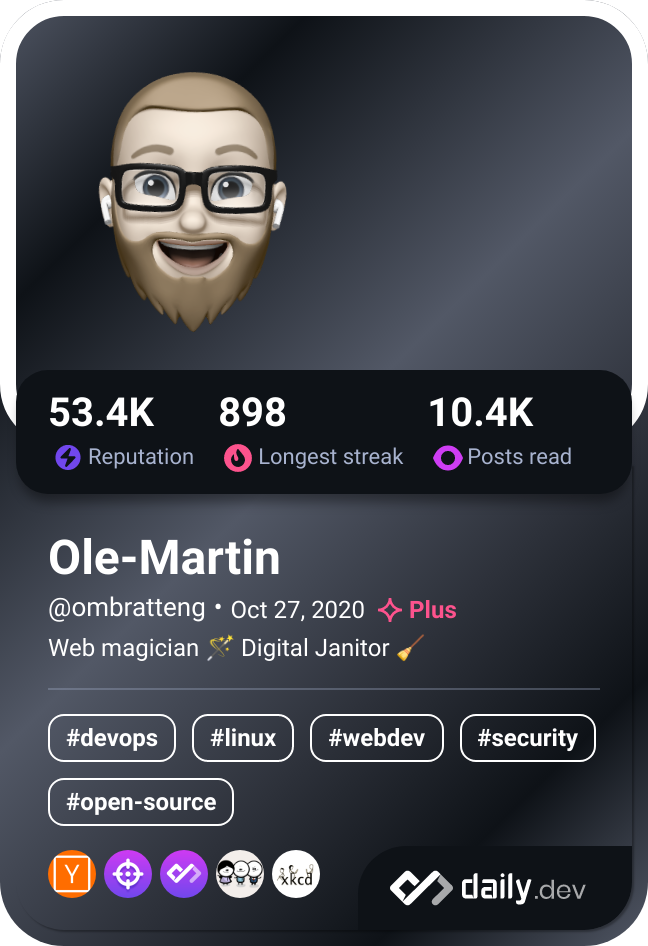 53.4K 898 10.4K
Reputation Longest streak Posts read
Ole-Martin
@ombratteng • Oct 27, 2020 Plus
Web magician 🪄 Digital Janitor 🧹
#devops #linux #webdev #security
#open-source
Y xkcd
daily.dev